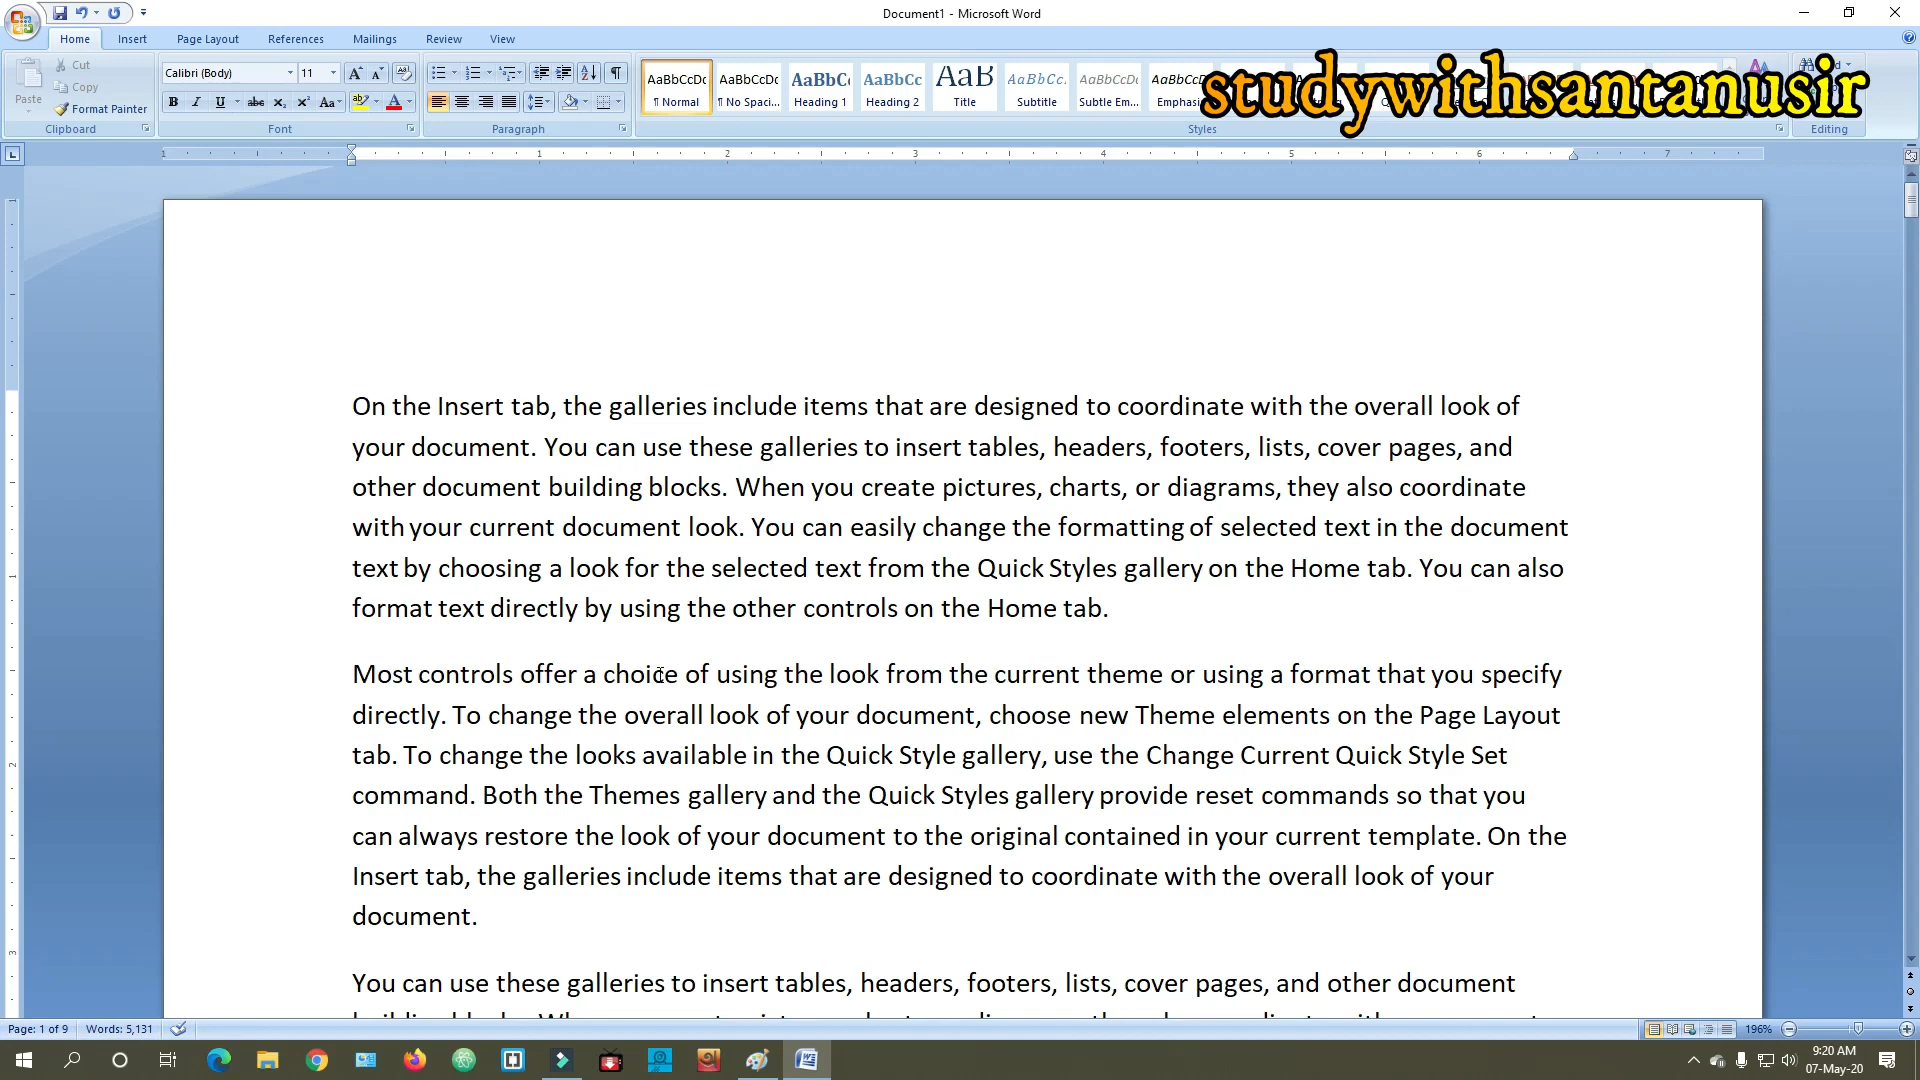 Document1 - Microsoft Word
Home Insert Page Layout References Mailings Review View
Paste
Cut
Copy
Format Painter
Clipboard
Calibri (Body) 11
Font
Paragraph
AaBbCcDc AaBbCcDc AaBbC AaBbCc AaB AaBbCc. AaBbCcDc AaBbCcDc
¶ Normal ¶ No Spaci... Heading 1 Heading 2 Title Subtitle Subtle Em...
Styles
Editing
studywithsantanusir
1 1 2 3 4 5 6 7
On the Insert tab, the galleries include items that are designed to coordinate with the overall look of
your document. You can use these galleries to insert tables, headers, footers, lists, cover pages, and
other document building blocks. When you create pictures, charts, or diagrams, they also coordinate
with your current document look. You can easily change the formatting of selected text in the document
text by choosing a look for the selected text from the Quick Styles gallery on the Home tab. You can also
format text directly by using the other controls on the Home tab.
Most controls offer a choice of using the look from the current theme or using a format that you specify
directly. To change the overall look of your document, choose new Theme elements on the Page Layout
tab. To change the looks available in the Quick Style gallery, use the Change Current Quick Style Set
command. Both the Themes gallery and the Quick Styles gallery provide reset commands so that you
can always restore the look of your document to the original contained in your current template. On the
Insert tab, the galleries include items that are designed to coordinate with the overall look of your
document.
You can use these galleries to insert tables, headers, footers, lists, cover pages, and other document
Page: 1 of 9 Words: 5,131 196%
9:20 AM
07-May-20